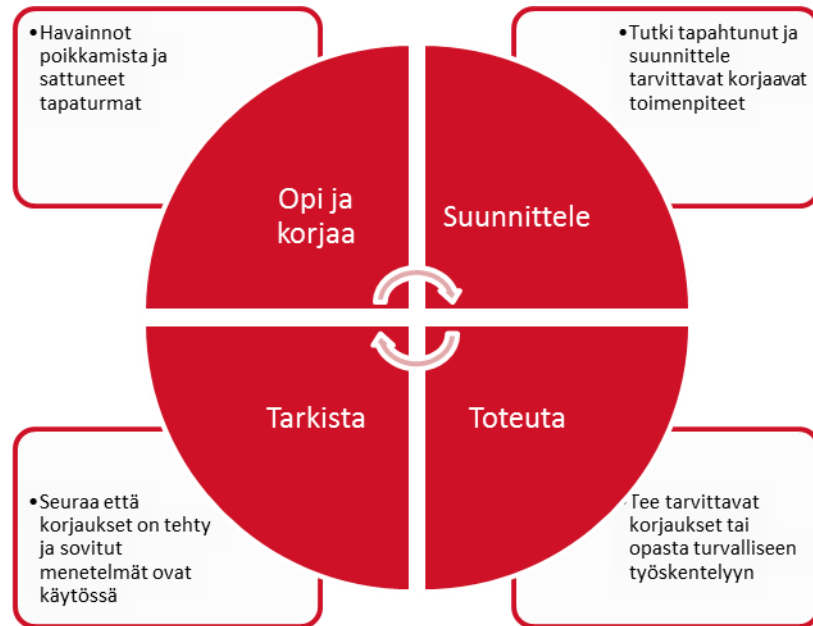 •Havainnot
poikkamista ja
sattuneet
tapaturmat
•Tutki tapahtunut ja
suunnittele
tarvittavat korjaavat
toimenpiteet
Opi ja
korjaa
Suunnittele
Tarkista
Toteuta
•Seuraa että
korjaukset on tehty
ja sovitut
menetelmät ovat
käytössä
•Tee tarvittavat
korjaukset tai
opasta turvalliseen
työskentelyyn